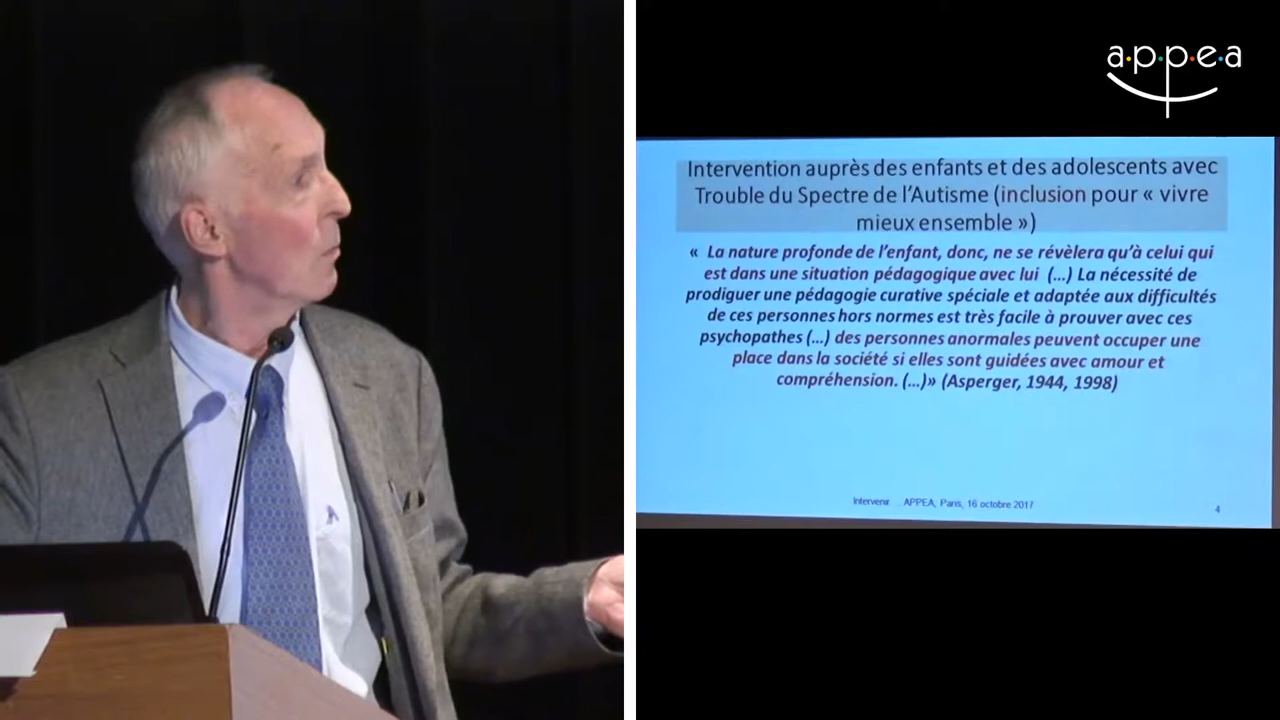 a.p.p.e.a
Intervention auprès des enfants et des adolescents avec
Trouble du Spectre de l'Autisme (inclusion pour « vivre
mieux ensemble »)
« La nature profonde de l'enfant, donc, ne se révèlera qu'à celui qui
est dans une situation pédagogique avec lui (...) La nécessité de
prodiguer une pédagogie curative spéciale et adaptée aux difficultés
de ces personnes hors normes est très facile à prouver avec ces
psychopathes (...) des personnes anormales peuvent occuper une
place dans la société si elles sont guidées avec amour et
compréhension. (...)» (Asperger, 1944, 1998)
Intervenir ... APPEA, Paris, 16 octobre 2017
4